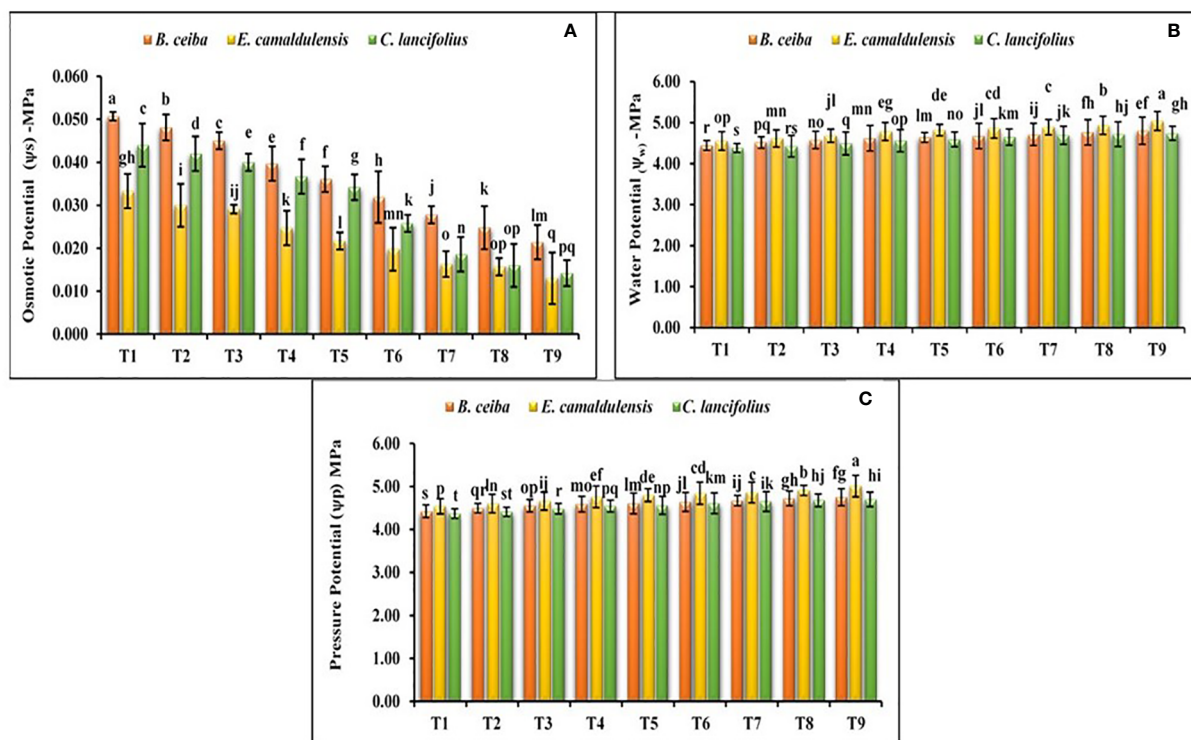 B. ceiba E. camaldulensis C. lancifolius A
Osmotic Potential (ψs) -MPa
0.060
0.050
0.040
0.030
0.020
0.010
0.000
a gh c b i d c ij e e k f f l g h mn k j o n k op op lm q pq
T1 T2 T3 T4 T5 T6 T7 T8 T9
B. ceiba E. camaldulensis C. lancifolius B
Water Potential (ψw) -MPa
6.00
5.00
4.00
3.00
2.00
1.00
0.00
r op s pq mn rs no jl q mn eg op lm de no jl cd km ij c jk fh b hj ef a gh
T1 T2 T3 T4 T5 T6 T7 T8 T9
B. ceiba E. camaldulensis C. lancifolius C
Pressure Potential (ψp) MPa
6.00
5.00
4.00
3.00
2.00
1.00
0.00
s p t qr ln st op ij r mo ef pq lm de np jl cd km ij c ik gh b hj fg a hi
T1 T2 T3 T4 T5 T6 T7 T8 T9